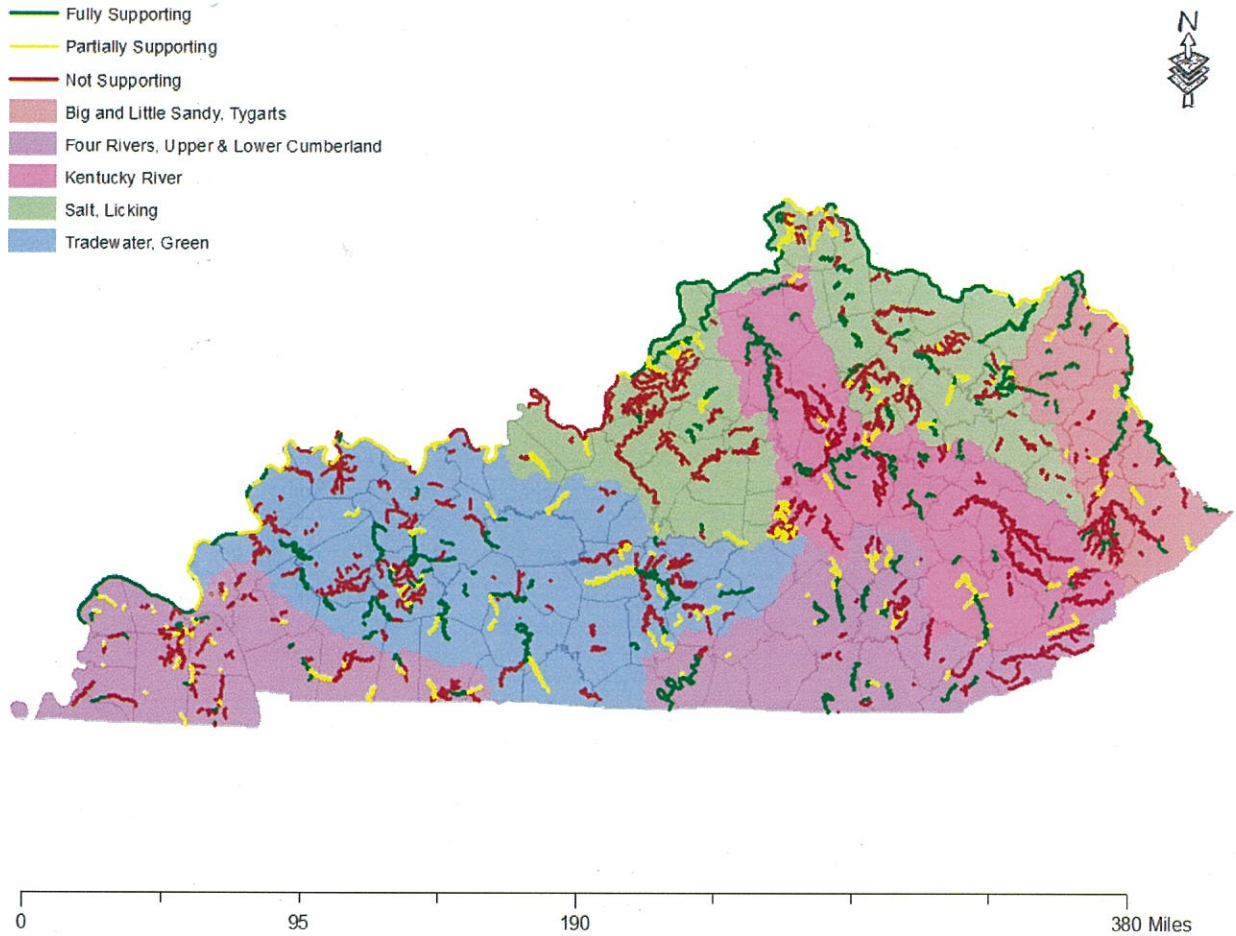 Fully Supporting
Partially Supporting
Not Supporting
Big and Little Sandy, Tygarts
Four Rivers, Upper & Lower Cumberland
Kentucky River
Salt, Licking
Tradewater, Green
N
0 95 190 380 Miles